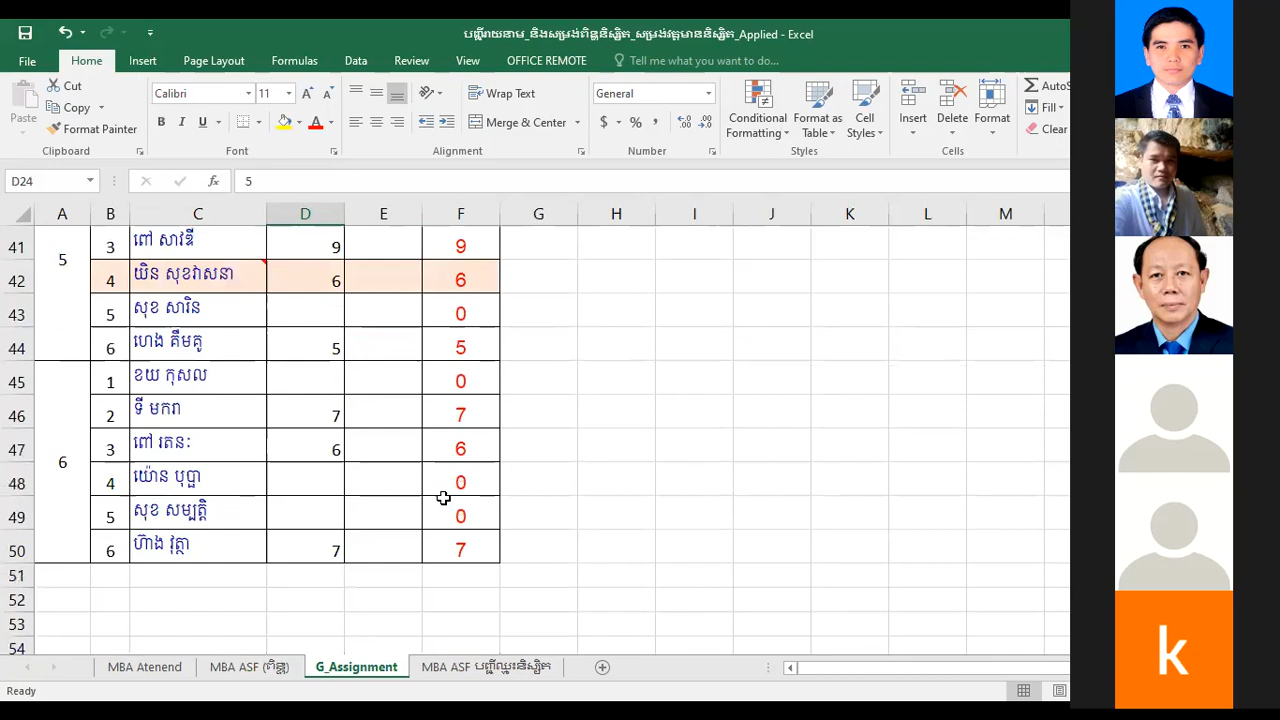 បញ្ជីរាយនាម_និងសម្រង់ពិន្ទុនិស្សិត_សម្រង់វត្តមាននិស្សិត_Applied - Excel
File Home Insert Page Layout Formulas Data Review View OFFICE REMOTE Tell me what you want to do...
Cut Calibri 11 Wrap Text General AutoS
Paste Copy Fill
Format Painter Merge & Center Conditional Formatting Format as Table Cell Styles Insert Delete Format Clear
Clipboard Font Alignment Number Styles Cells
D24 fx 5
A B C D E F G H I J K L M
41 5 3 ពៅ សាវឌី 9 9
42 4 យិន សុខវាសនា 6 6
43 5 សុខ សារិន 0
44 6 ហេង គឹមគូ 5 5
45 1 ខយ កុសល 0
46 2 ទី មករា 7 7
47 6 3 ពៅ រតនៈ 6 6
48 4 យ៉ោន បុប្ផា 0
49 5 សុខ សម្បត្តិ 0
50 6 ហ៊ាង វុត្ថា 7 7
51
52
53
54
MBA Atenend MBA ASF (ពិន្ទុ) G_Assignment MBA ASF បញ្ជីឈ្មោះនិស្សិត
Ready
k